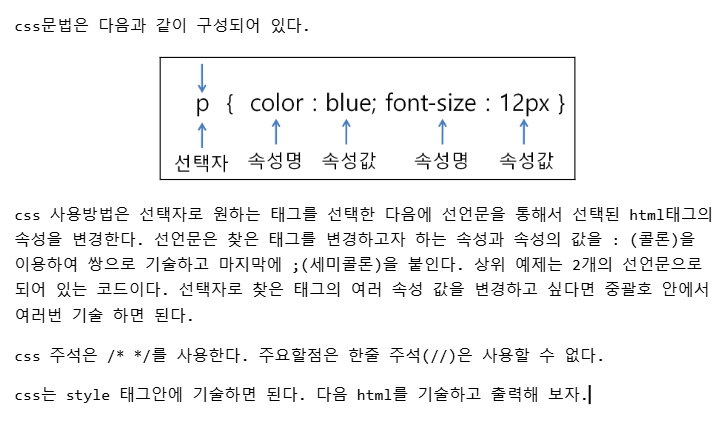 css문법은 다음과 같이 구성되어 있다.
p { color : blue; font-size : 12px }
선택자 속성명 속성값 속성명 속성값
css 사용방법은 선택자로 원하는 태그를 선택한 다음에 선언문을 통해서 선택된 html태그의
속성을 변경한다. 선언문은 찾은 태그를 변경하고자 하는 속성과 속성의 값을 : (콜론)을
이용하여 쌍으로 기술하고 마지막에 ;(세미콜론)을 붙인다. 상위 예제는 2개의 선언문으로
되어 있는 코드이다. 선택자로 찾은 태그의 여러 속성 값을 변경하고 싶다면 중괄호 안에서
여러번 기술 하면 된다.
css 주석은 /* */를 사용한다. 주요할점은 한줄 주석(//)은 사용할 수 없다.
css는 style 태그안에 기술하면 된다. 다음 html를 기술하고 출력해 보자.